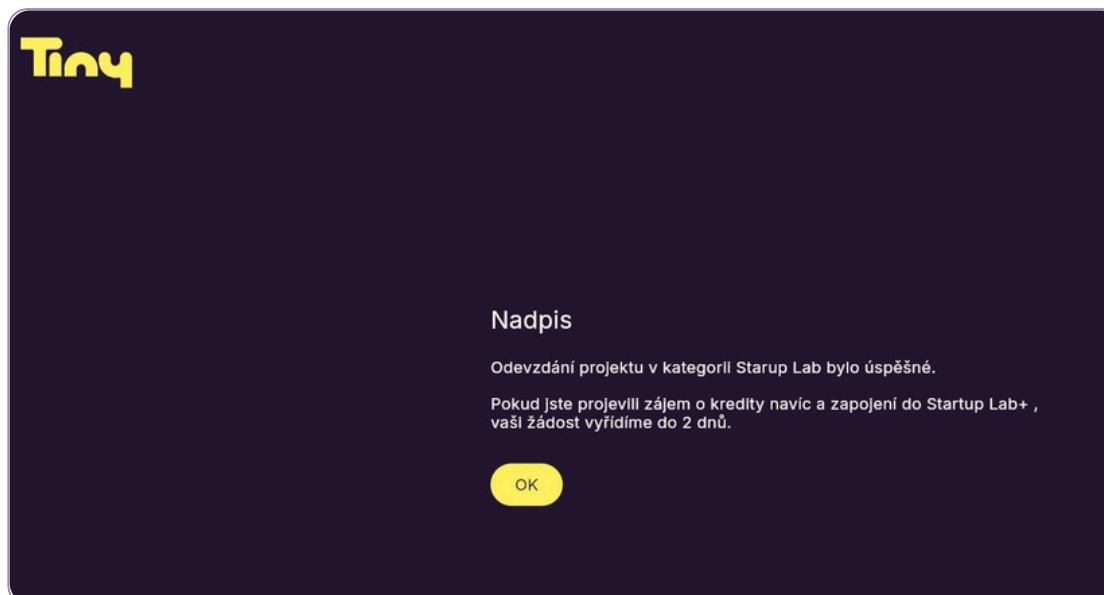 Tiny
Nadpis
Odevzdání projektu v kategorii Starup Lab bylo úspěšné.
Pokud jste projevili zájem o kredity navíc a zapojení do Startup Lab+ ,
vaši žádost vyřídíme do 2 dnů.
OK